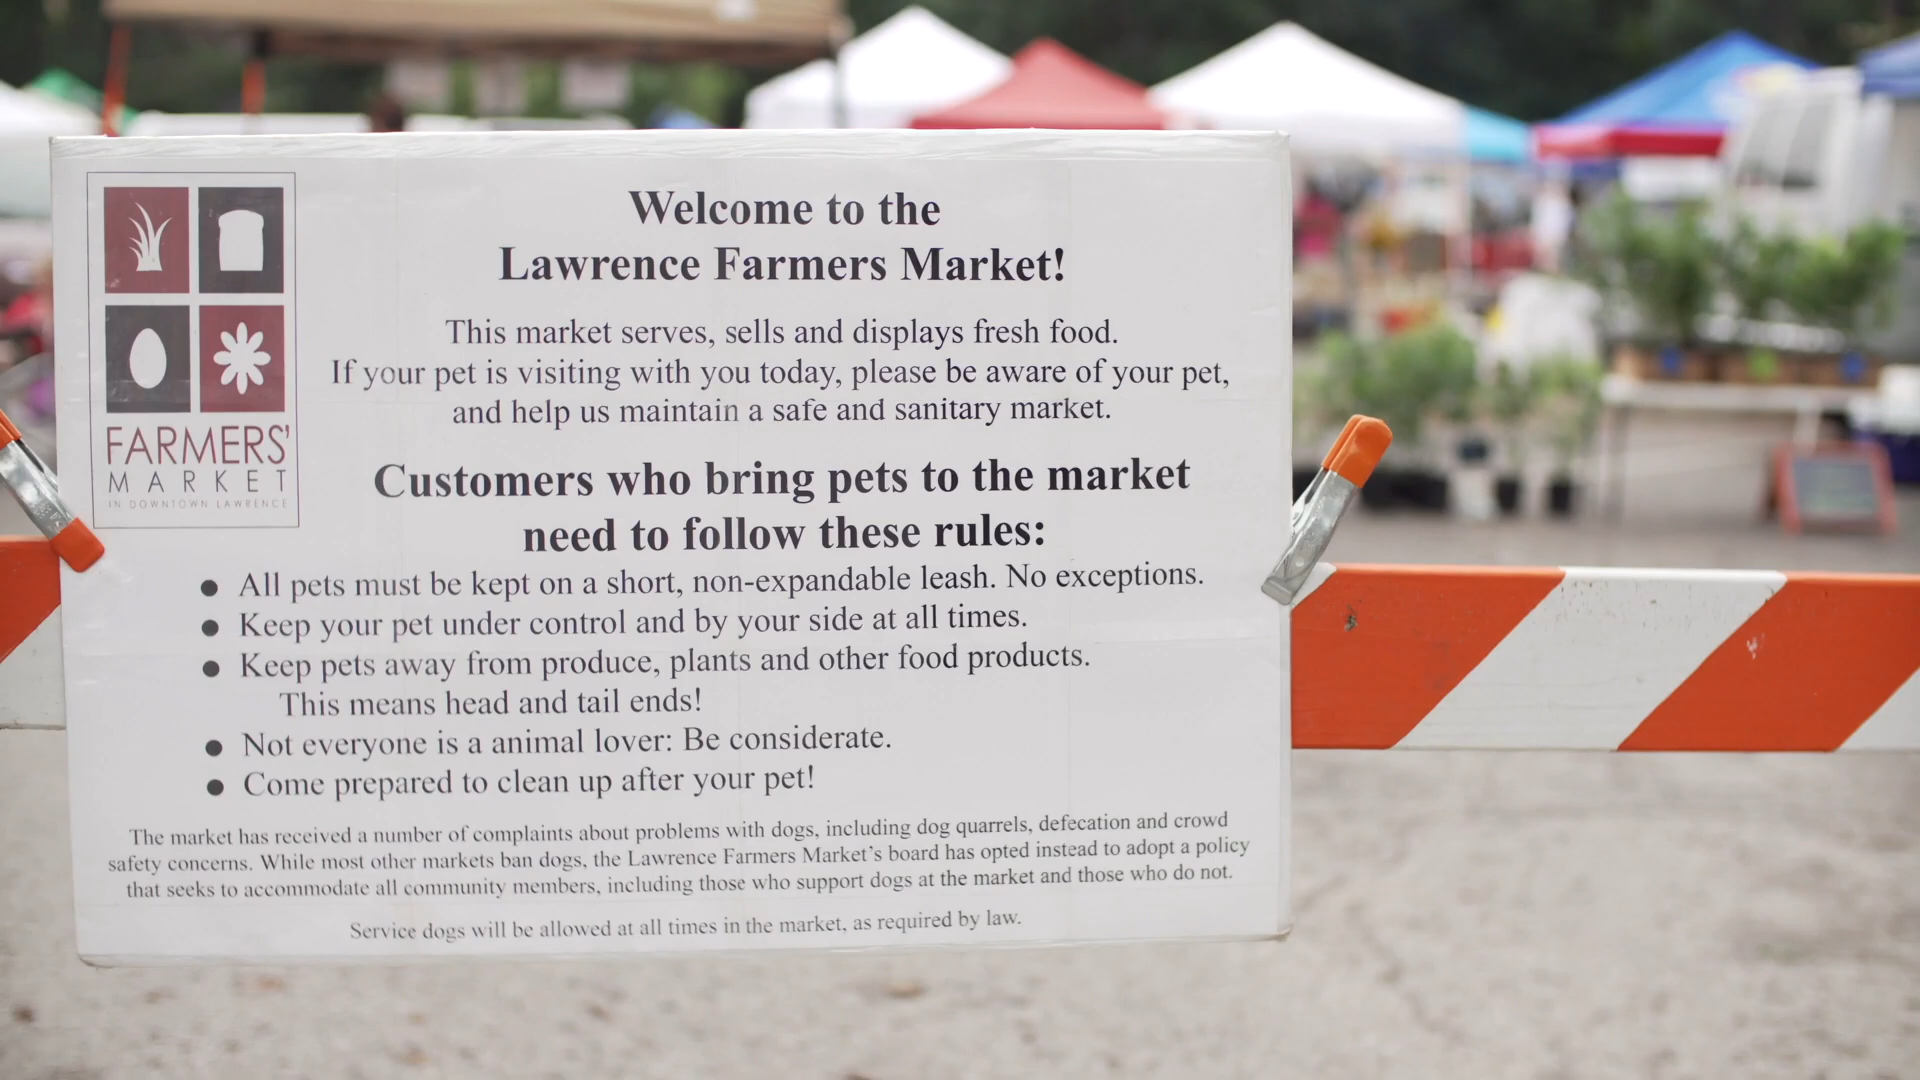 Welcome to the
Lawrence Farmers Market!
This market serves, sells and displays fresh food.
If your pet is visiting with you today, please be aware of your pet,
and help us maintain a safe and sanitary market.
FARMERS'
MARKET
IN DOWNTOWN LAWRENCE
Customers who bring pets to the market
need to follow these rules:
● All pets must be kept on a short, non-expandable leash. No exceptions.
● Keep your pet under control and by your side at all times.
● Keep pets away from produce, plants and other food products.
This means head and tail ends!
● Not everyone is a animal lover: Be considerate.
● Come prepared to clean up after your pet!
The market has received a number of complaints about problems with dogs, including dog quarrels, defecation and crowd
safety concerns. While most other markets ban dogs, the Lawrence Farmers Market's board has opted instead to adopt a policy
that seeks to accommodate all community members, including those who support dogs at the market and those who do not.
Service dogs will be allowed at all times in the market, as required by law.